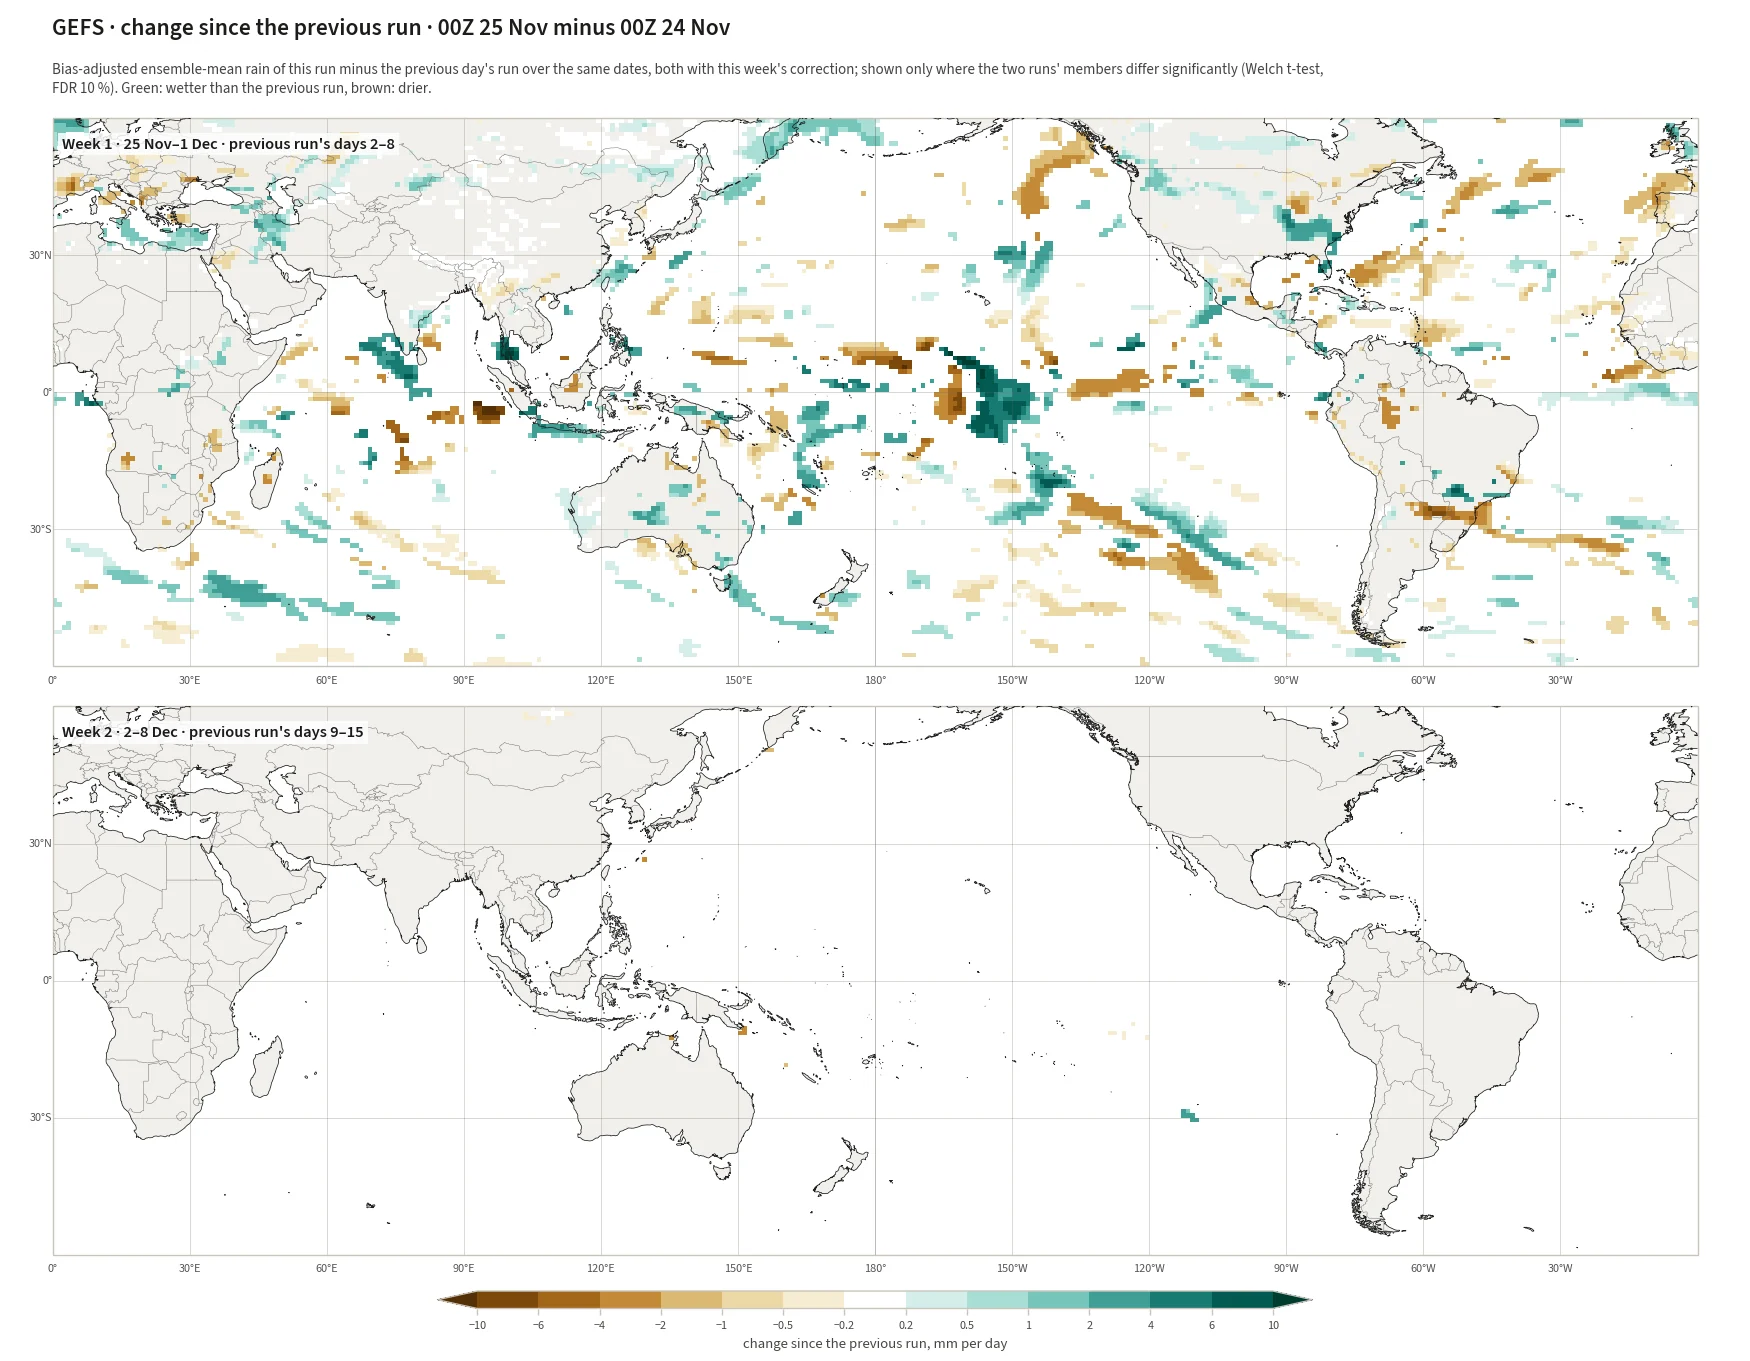 GEFS · change since the previous run · 00Z 25 Nov minus 00Z 24 Nov
Bias-adjusted ensemble-mean rain of this run minus the previous day's run over the same dates, both with this week's correction; shown only where the two runs' members differ significantly (Welch t-test,
FDR 10 %). Green: wetter than the previous run, brown: drier.
Week 1 · 25 Nov–1 Dec · previous run's days 2–8
30°N
0°
30°S
0° 30°E 60°E 90°E 120°E 150°E 180° 150°W 120°W 90°W 60°W 30°W
Week 2 · 2–8 Dec · previous run's days 9–15
30°N
0°
30°S
0° 30°E 60°E 90°E 120°E 150°E 180° 150°W 120°W 90°W 60°W 30°W
−10 −6 −4 −2 −1 −0.5 −0.2 0.2 0.5 1 2 4 6 10
change since the previous run, mm per day